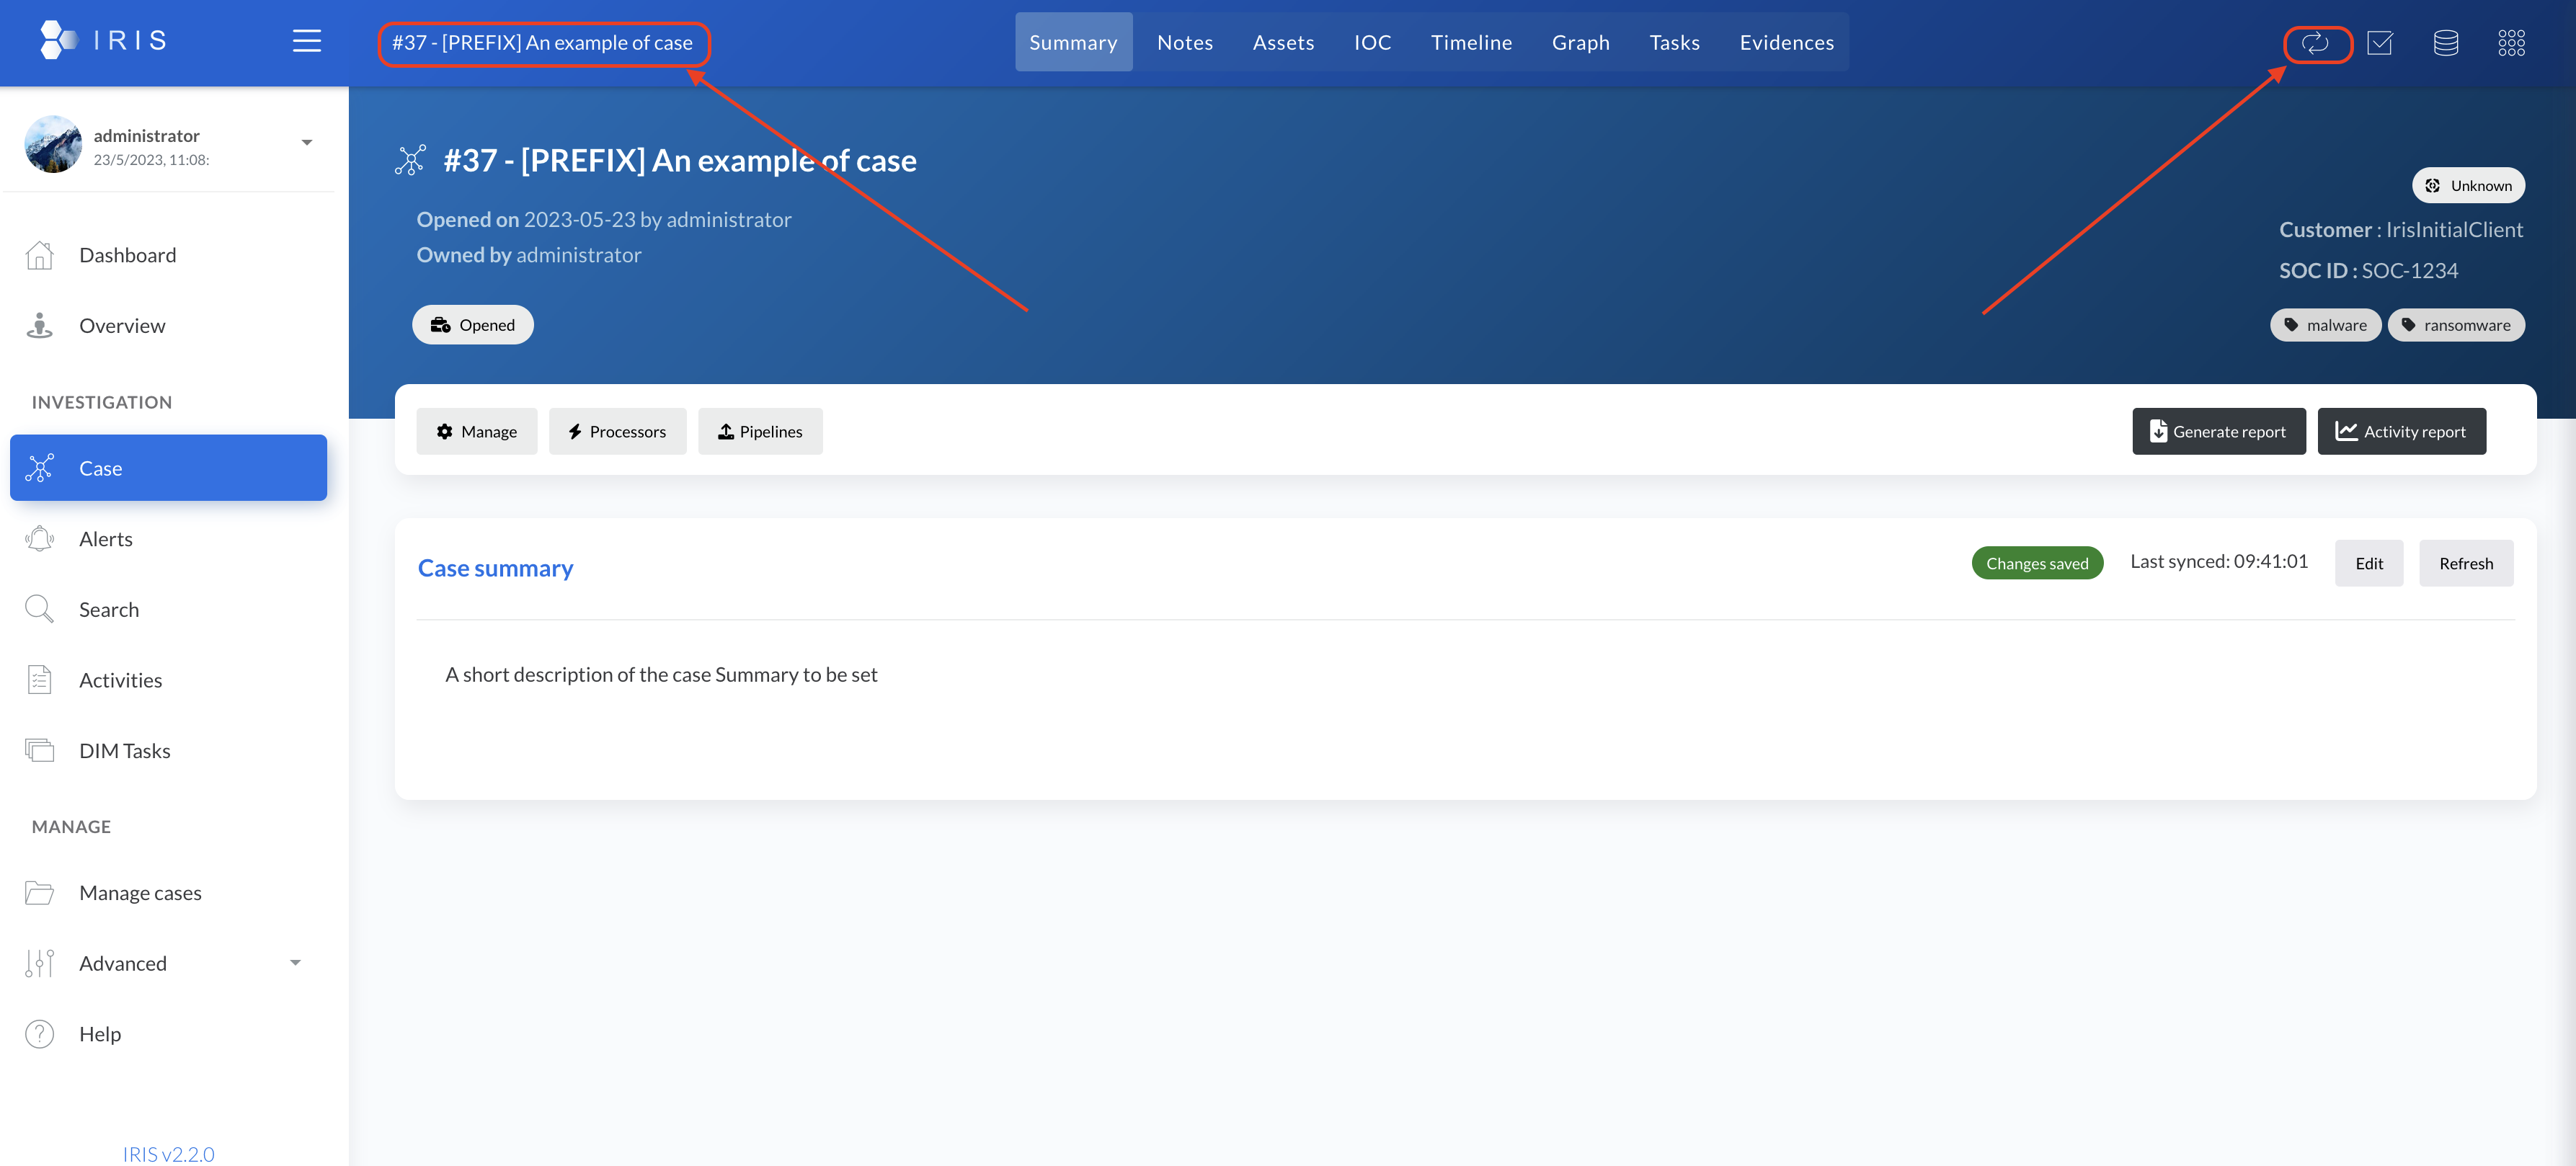 IRIS
#37 - [PREFIX] An example of case
Summary Notes Assets IOC Timeline Graph Tasks Evidences
administrator
23/5/2023, 11:08:
Dashboard
Overview
INVESTIGATION
Case
Alerts
Search
Activities
DIM Tasks
MANAGE
Manage cases
Advanced
Help
IRIS v2.2.0
#37 - [PREFIX] An example of case
Opened on 2023-05-23 by administrator
Owned by administrator
Opened
Unknown
Customer : IrisInitialClient
SOC ID : SOC-1234
malware ransomware
Manage Processors Pipelines
Generate report Activity report
Case summary
Changes saved Last synced: 09:41:01 Edit Refresh
A short description of the case Summary to be set